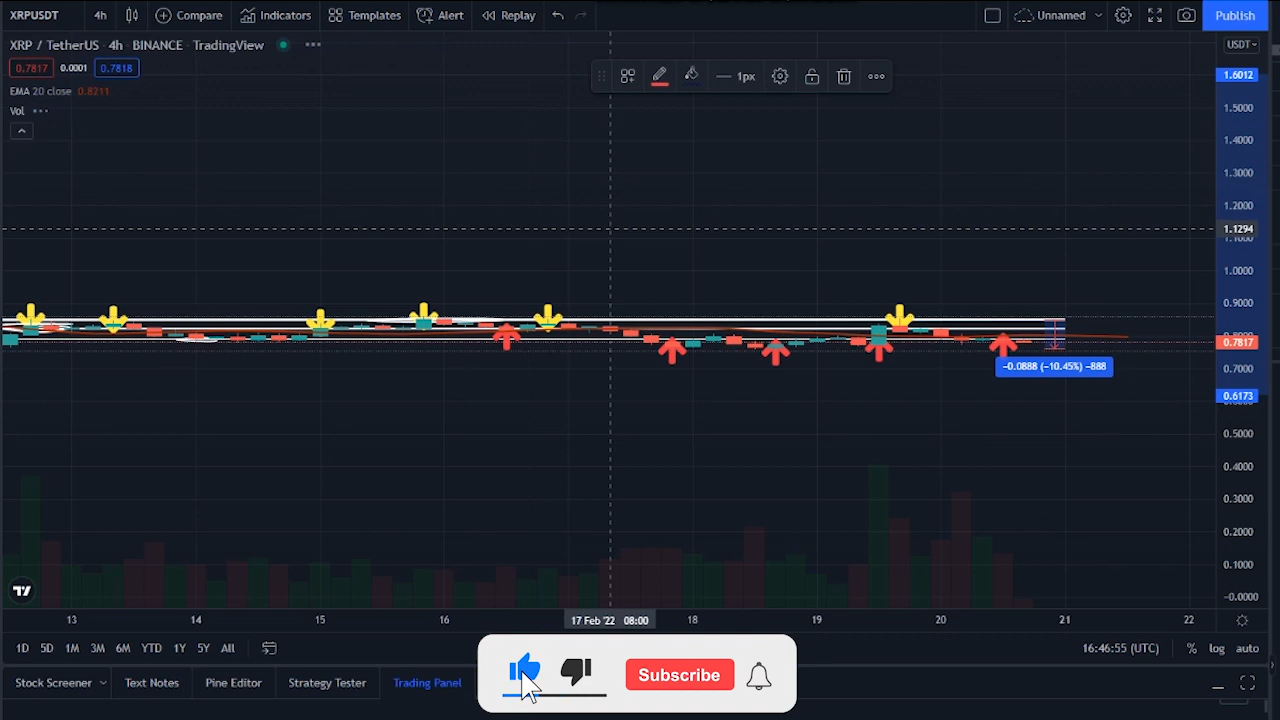 XRPUSDT 4h Compare Indicators Templates Alert Replay Unnamed Publish
XRP / TetherUS · 4h · BINANCE · TradingView
USDT
0.7817 0.0001 0.7818
EMA 20 close 0.8211
Vol
1px
1.6012
1.5000
1.4000
1.3000
1.2000
1.1294
1.1000
1.0000
0.9000
0.8000
0.7817
0.7000
−0.0888 (−10.45%) −888
0.6173
0.5000
0.4000
0.3000
0.2000
0.1000
−0.0000
13 14 15 16 17 Feb '22 08:00 18 19 20 21 22
1D 5D 1M 3M 6M YTD 1Y 5Y All 16:46:55 (UTC) % log auto
Stock Screener Text Notes Pine Editor Strategy Tester Trading Panel
Subscribe